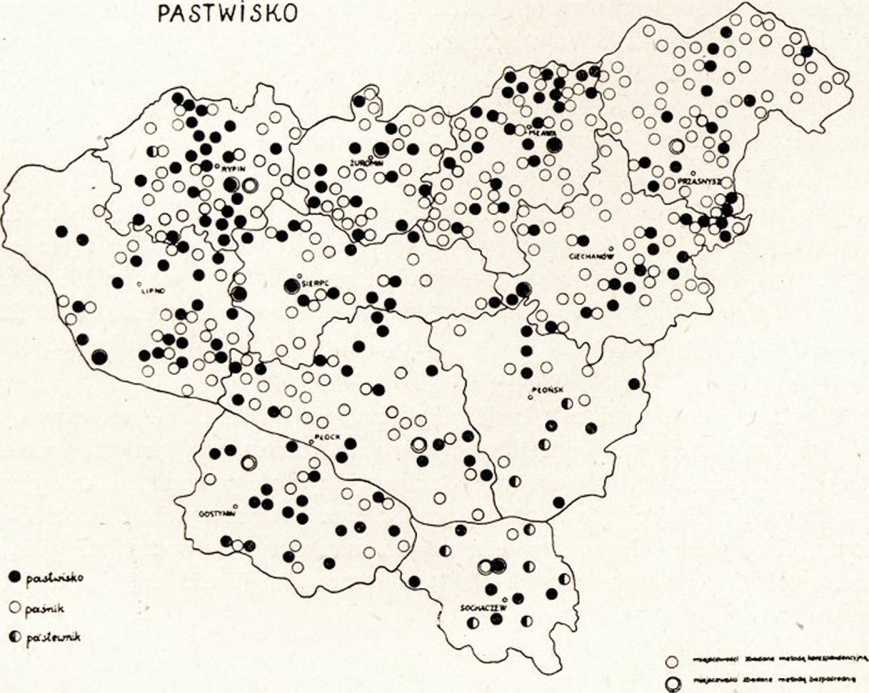 PASTWISKO
MŁAWA
ŻUROMIN
RYPIN
PRZASNYSZ
CIECHANÓW
LIPNO
SIERPC
PŁOŃSK
PŁOCK
GOSTYNIN
SOCHACZEW
pastwisko
paśnik
pastewnik
miejscowości zbadane metodą korespondencyjną
miejscowości zbadane metodą bezpośrednią